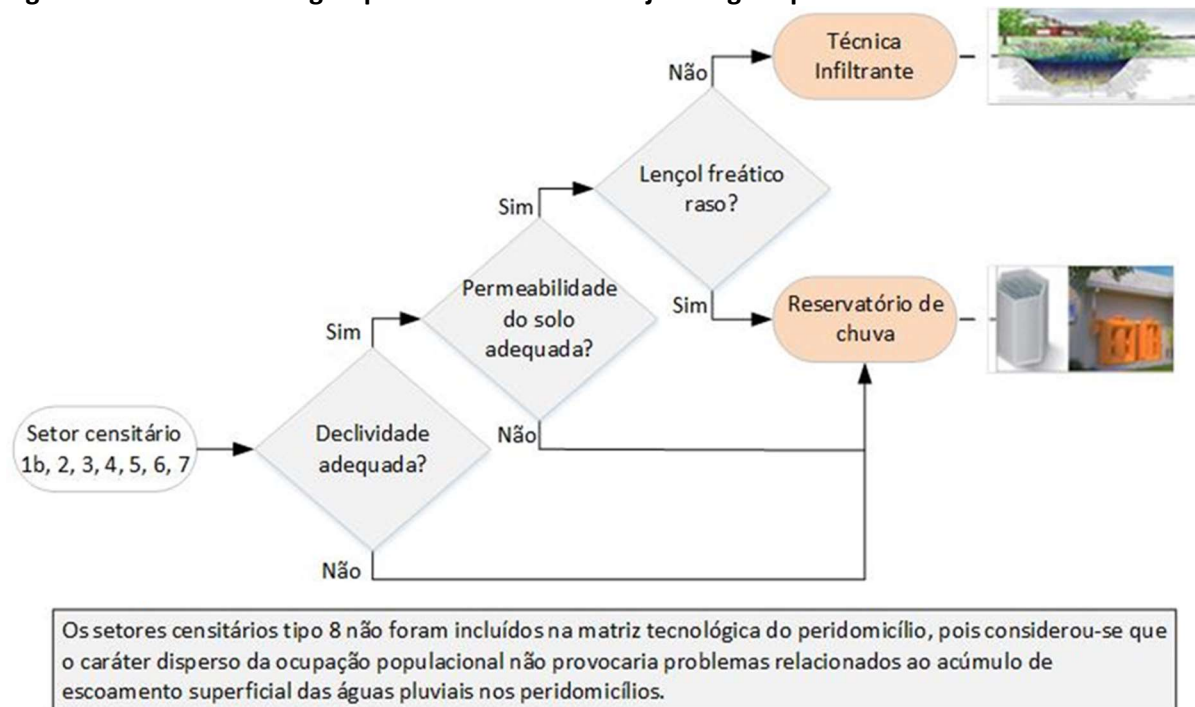 Técnica
Infiltrante
Não
Lençol freático
raso?
Sim
Sim
Reservatório de
chuva
Permeabilidade
do solo
adequada?
Sim
Não
Setor censitário
1b, 2, 3, 4, 5, 6, 7
Declividade
adequada?
Não
Os setores censitários tipo 8 não foram incluídos na matriz tecnológica do peridomicílio, pois considerou-se que
o caráter disperso da ocupação populacional não provocaria problemas relacionados ao acúmulo de
escoamento superficial das águas pluviais nos peridomicílios.